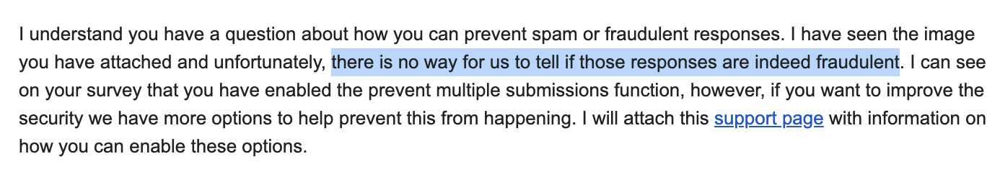 I understand you have a question about how you can prevent spam or fraudulent responses. I have seen the image
you have attached and unfortunately, there is no way for us to tell if those responses are indeed fraudulent. I can see
on your survey that you have enabled the prevent multiple submissions function, however, if you want to improve the
security we have more options to help prevent this from happening. I will attach this support page with information on
how you can enable these options.